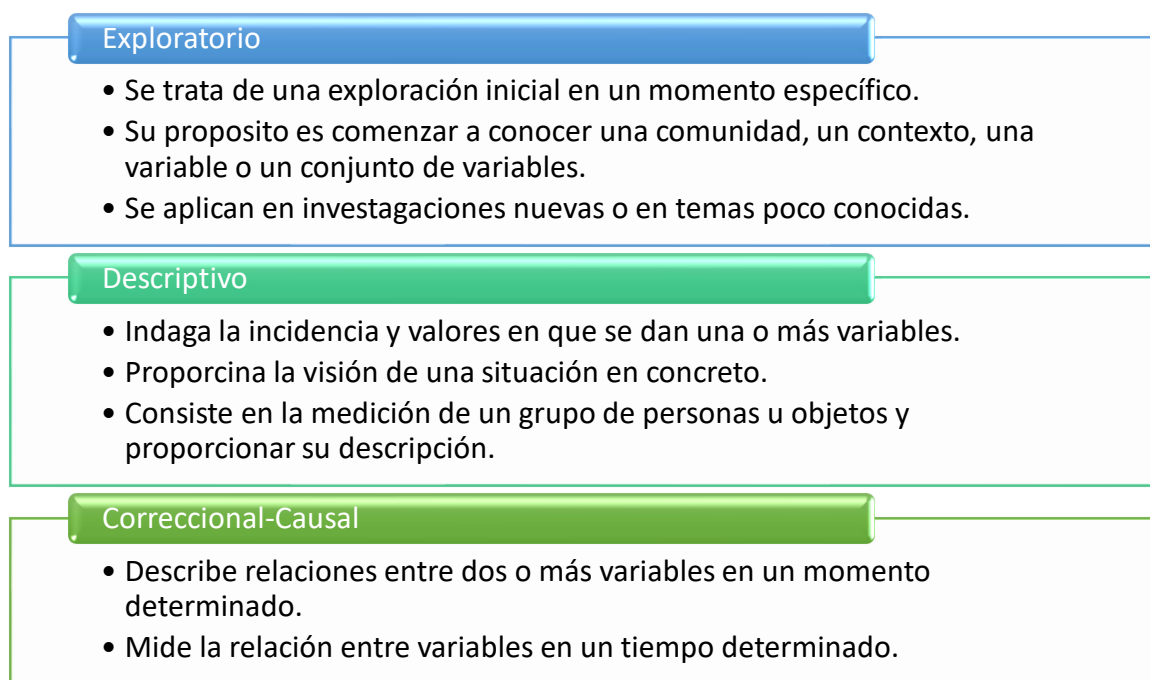 Exploratorio
• Se trata de una exploración inicial en un momento específico.
• Su proposito es comenzar a conocer una comunidad, un contexto, una
variable o un conjunto de variables.
• Se aplican en investagaciones nuevas o en temas poco conocidas.
Descriptivo
• Indaga la incidencia y valores en que se dan una o más variables.
• Proporcina la visión de una situación en concreto.
• Consiste en la medición de un grupo de personas u objetos y
proporcionar su descripción.
Correccional-Causal
• Describe relaciones entre dos o más variables en un momento
determinado.
• Mide la relación entre variables en un tiempo determinado.